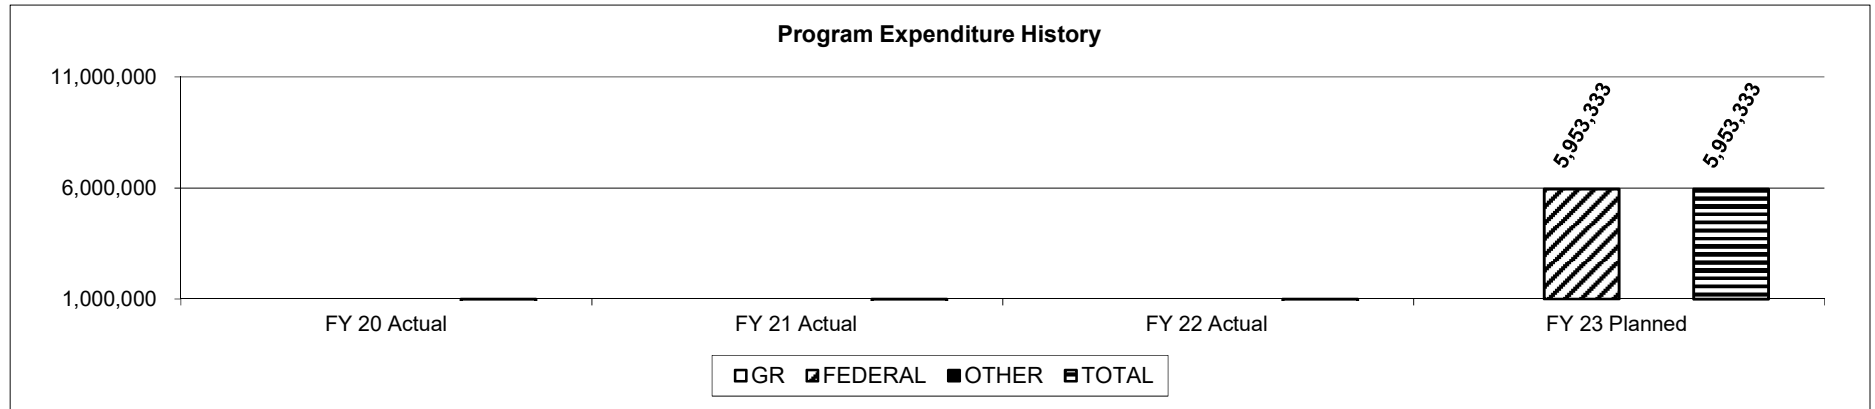 Program Expenditure History
11,000,000
6,000,000
1,000,000
5,953,333
5,953,333
FY 20 Actual
FY 21 Actual
FY 22 Actual
FY 23 Planned
GR FEDERAL OTHER TOTAL